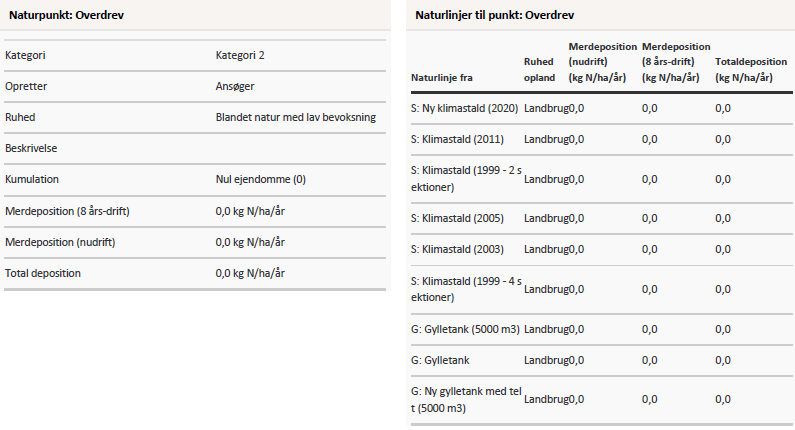 Naturpunkt: Overdrev
Kategori Kategori 2
Opretter Ansøger
Ruhed Blandet natur med lav bevoksning
Beskrivelse
Kumulation Nul ejendomme (0)
Merdeposition (8 års-drift) 0,0 kg N/ha/år
Merdeposition (nudrift) 0,0 kg N/ha/år
Total deposition 0,0 kg N/ha/år
Naturlinjer til punkt: Overdrev
Merdeposition Merdeposition
Ruhed (nudrift) (8 års-drift) Totaldeposition
Naturlinje fra opland (kg N/ha/år) (kg N/ha/år) (kg N/ha/år)
S: Ny klimastald (2020) Landbrug 0,0 0,0 0,0
S: Klimastald (2011) Landbrug 0,0 0,0 0,0
S: Klimastald (1999 - 2 s
ektioner) Landbrug 0,0 0,0 0,0
S: Klimastald (2005) Landbrug 0,0 0,0 0,0
S: Klimastald (2003) Landbrug 0,0 0,0 0,0
S: Klimastald (1999 - 4 s
ektioner) Landbrug 0,0 0,0 0,0
G: Gylletank (5000 m3) Landbrug 0,0 0,0 0,0
G: Gylletank Landbrug 0,0 0,0 0,0
G: Ny gylletank med tel
t (5000 m3) Landbrug 0,0 0,0 0,0